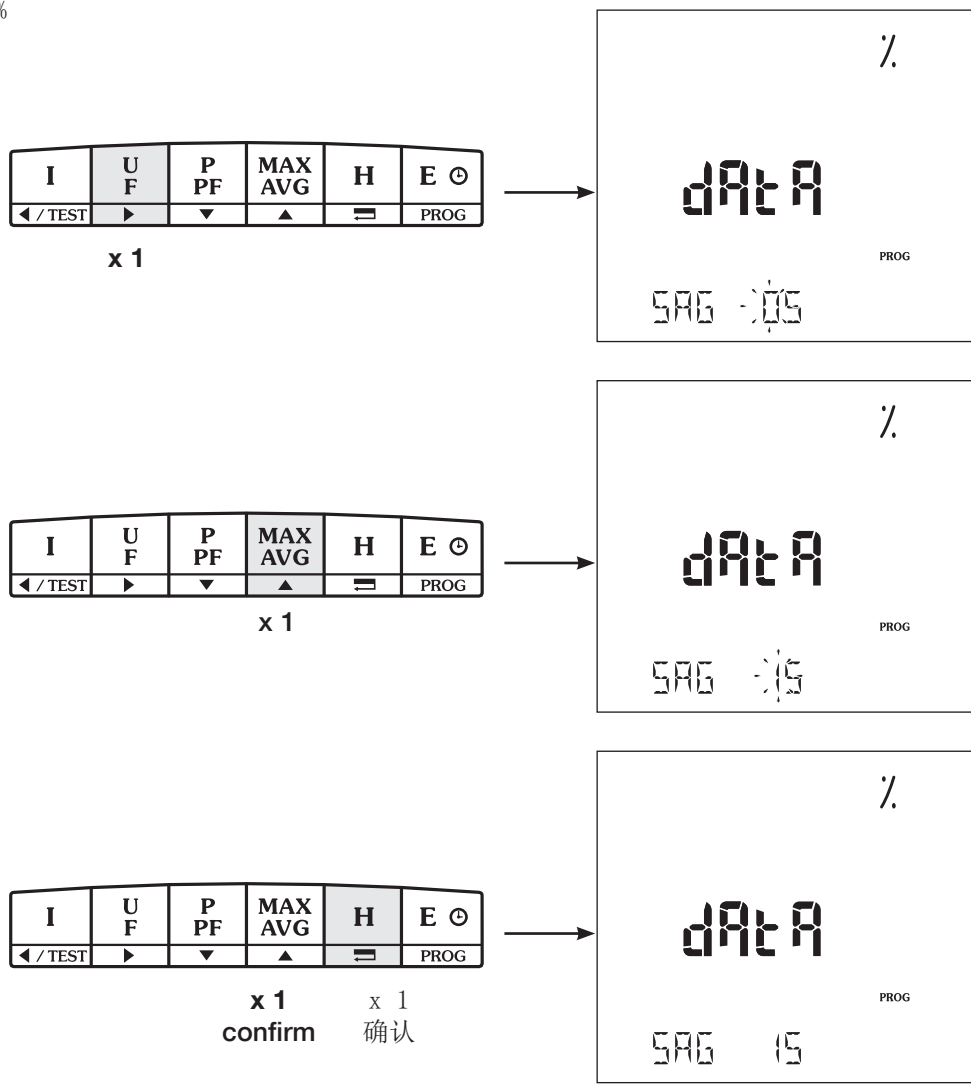 %
%
I U F P PF MAX AVG H E
◀ / TEST ▶ ▼ ▲ PROG
x 1
dAtA
PROG
SAG 05
%
I U F P PF MAX AVG H E
◀ / TEST ▶ ▼ ▲ PROG
x 1
dAtA
PROG
SAG 15
%
I U F P PF MAX AVG H E
◀ / TEST ▶ ▼ ▲ PROG
x 1 x 1
confirm 确认
dAtA
PROG
SAG 15